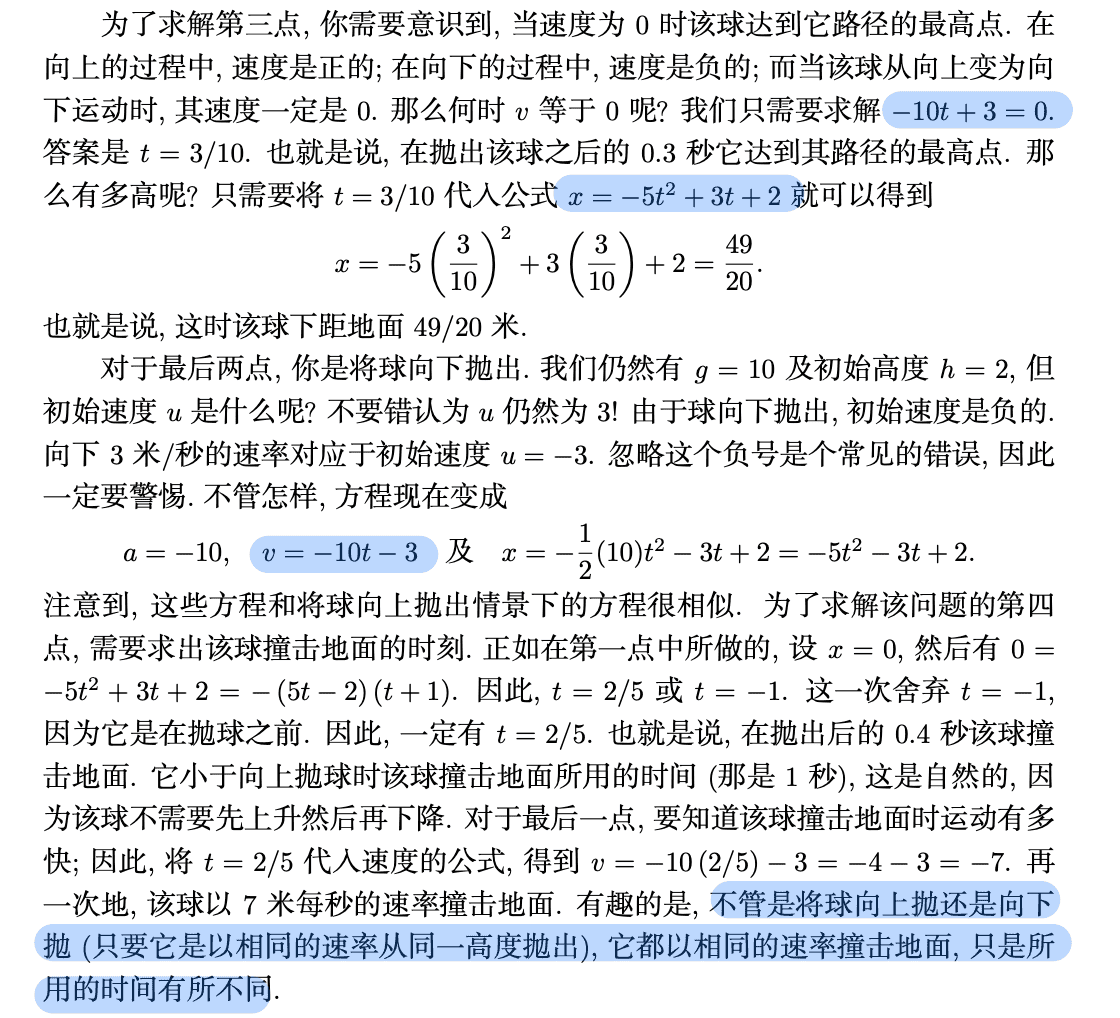 为了求解第三点, 你需要意识到, 当速度为 0 时该球达到它路径的最高点. 在
向上的过程中, 速度是正的; 在向下的过程中, 速度是负的; 而当该球从向上变为向
下运动时, 其速度一定是 0. 那么何时 v 等于 0 呢? 我们只需要求解 −10t + 3 = 0.
答案是 t = 3/10. 也就是说, 在抛出该球之后的 0.3 秒它达到其路径的最高点. 那
么有多高呢? 只需要将 t = 3/10 代入公式 x = −5t² + 3t + 2 就可以得到
x = −5(3/10)² + 3(3/10) + 2 = 49/20.
也就是说, 这时该球下距地面 49/20 米.
对于最后两点, 你是将球向下抛出. 我们仍然有 g = 10 及初始高度 h = 2, 但
初始速度 u 是什么呢? 不要错认为 u 仍然为 3! 由于球向下抛出, 初始速度是负的.
向下 3 米/秒的速率对应于初始速度 u = −3. 忽略这个负号是个常见的错误, 因此
一定要警惕. 不管怎样, 方程现在变成
a = −10, v = −10t − 3 及 x = −1/2(10)t² − 3t + 2 = −5t² − 3t + 2.
注意到, 这些方程和将球向上抛出情景下的方程很相似. 为了求解该问题的第四
点, 需要求出该球撞击地面的时刻. 正如在第一点中所做的, 设 x = 0, 然后有 0 =
−5t² + 3t + 2 = − (5t − 2) (t + 1). 因此, t = 2/5 或 t = −1. 这一次舍弃 t = −1,
因为它是在抛球之前. 因此, 一定有 t = 2/5. 也就是说, 在抛出后的 0.4 秒该球撞
击地面. 它小于向上抛球时该球撞击地面所用的时间 (那是 1 秒), 这是自然的, 因
为该球不需要先上升然后再下降. 对于最后一点, 要知道该球撞击地面时运动有多
快; 因此, 将 t = 2/5 代入速度的公式, 得到 v = −10 (2/5) − 3 = −4 − 3 = −7. 再
一次地, 该球以 7 米每秒的速率撞击地面. 有趣的是, 不管是将球向上抛还是向下
抛 (只要它是以相同的速率从同一高度抛出), 它都以相同的速率撞击地面, 只是所
用的时间有所不同.